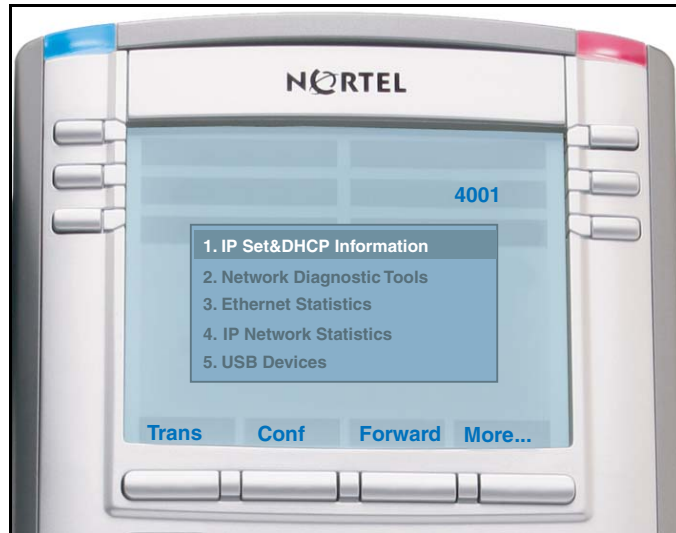 NORTEL
4001
1. IP Set&DHCP Information
2. Network Diagnostic Tools
3. Ethernet Statistics
4. IP Network Statistics
5. USB Devices
Trans Conf Forward More...